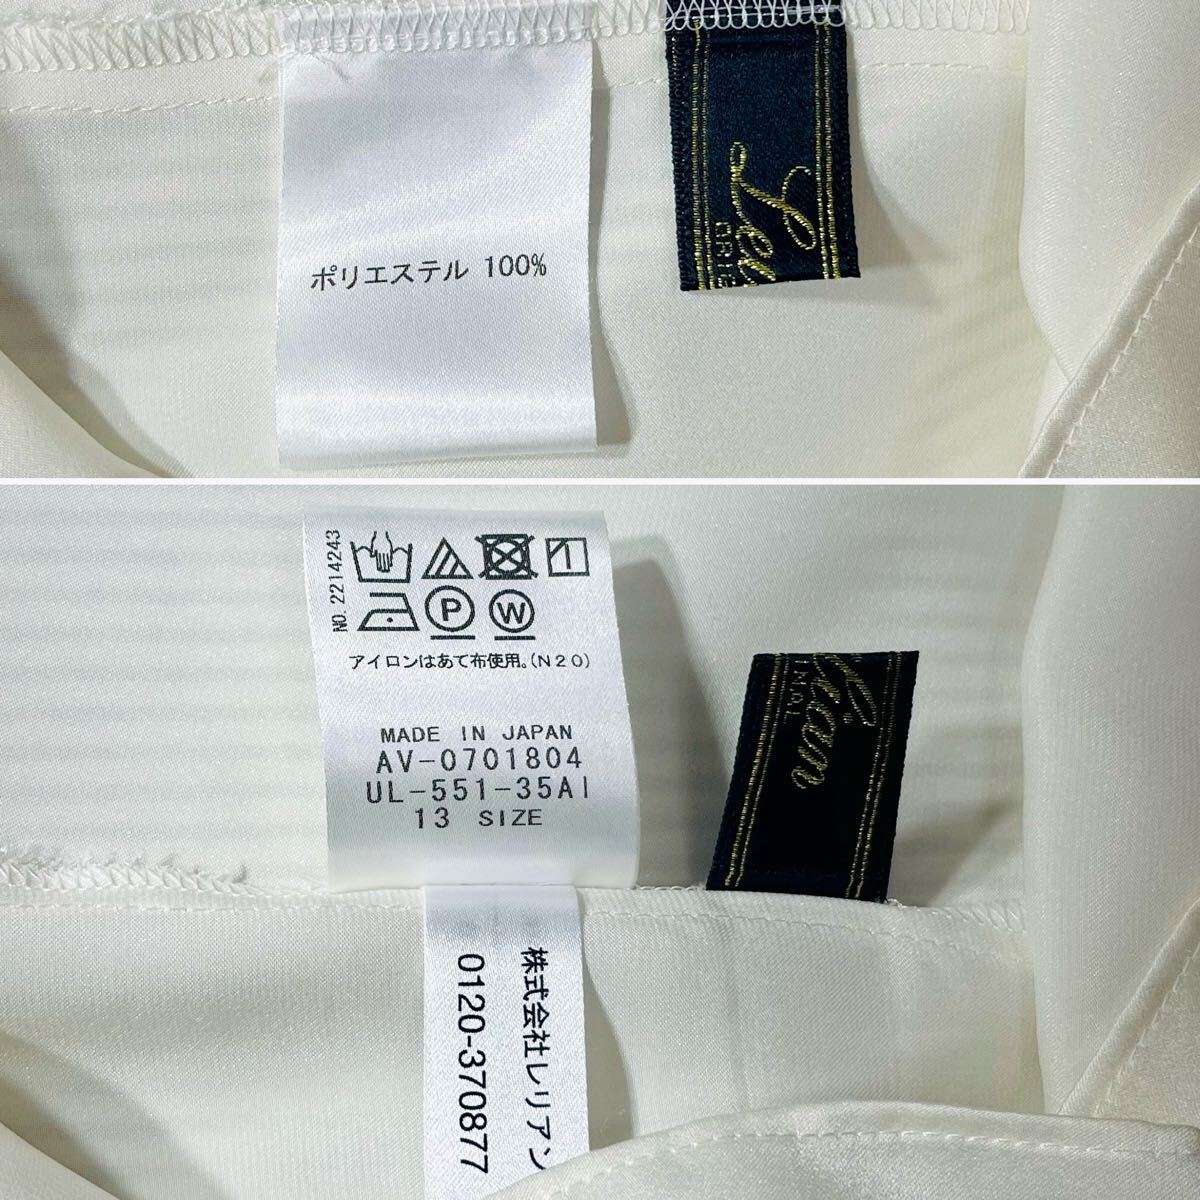 ポリエステル 100%
Le
ORI
NO.2214243
P W
アイロンはあて布使用。(N20)
MADE IN JAPAN
AV-0701804
UL-551-35AI
13 SIZE
株式会社レリアン
0120-370877